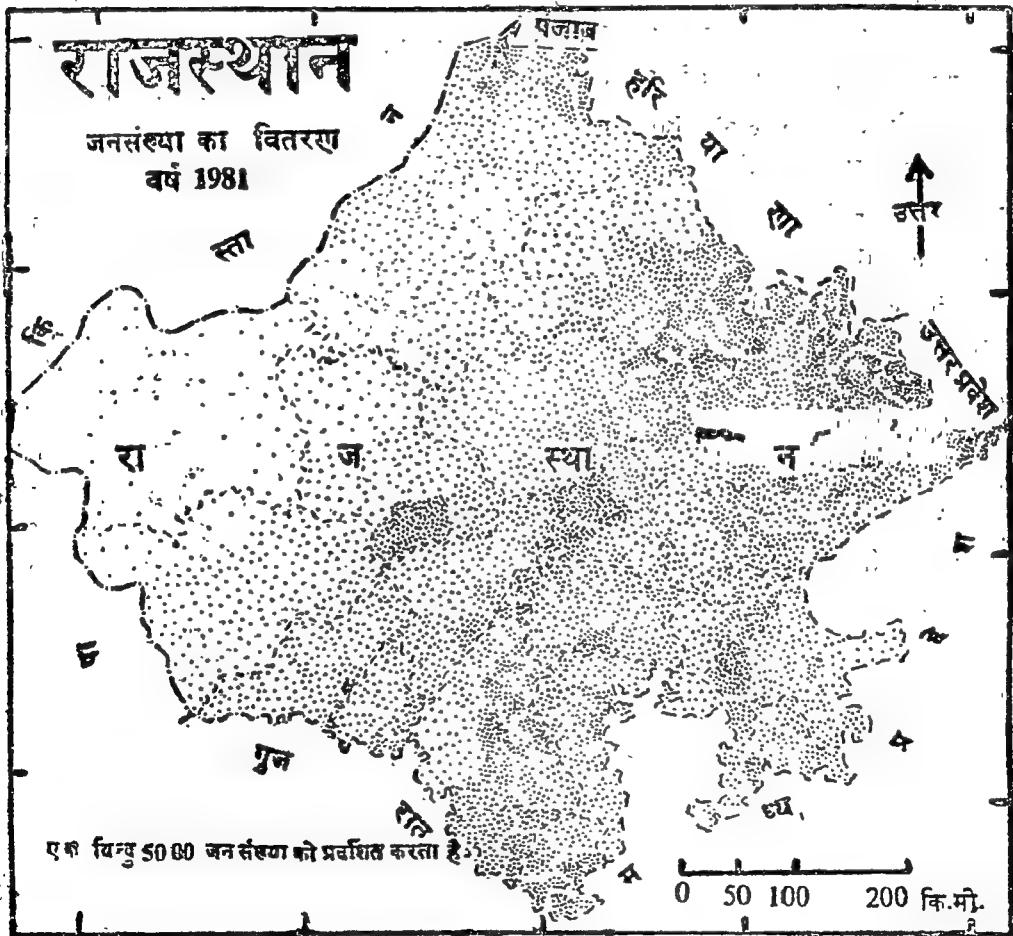 राजस्थान
जनसंख्या का वितरण
वर्ष 1981
पंजाब
हरि
या
णा
उत्तर
उत्तर प्रदेश
न
स्ता
कि
पा
रा ज स्था न
गुज
रात
म
ध्य
प्र
दे
श
एक बिन्दु 5000 जनसंख्या को प्रदर्शित करता है
0 50 100 200 कि.मी.